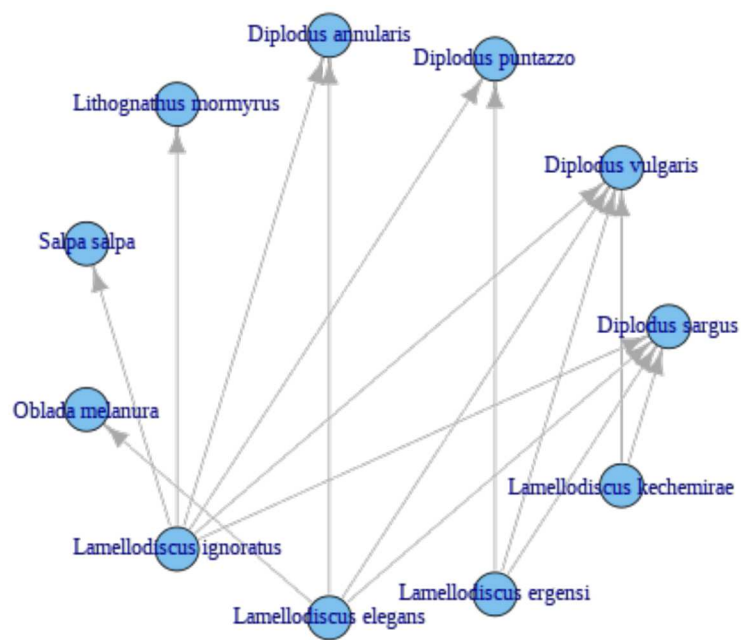 Diplodus annularis
Diplodus puntazzo
Lithognathus mormyrus
Diplodus vulgaris
Salpa salpa
Diplodus sargus
Oblada melanura
Lamellodiscus kechemirae
Lamellodiscus ignoratus
Lamellodiscus ergensi
Lamellodiscus elegans